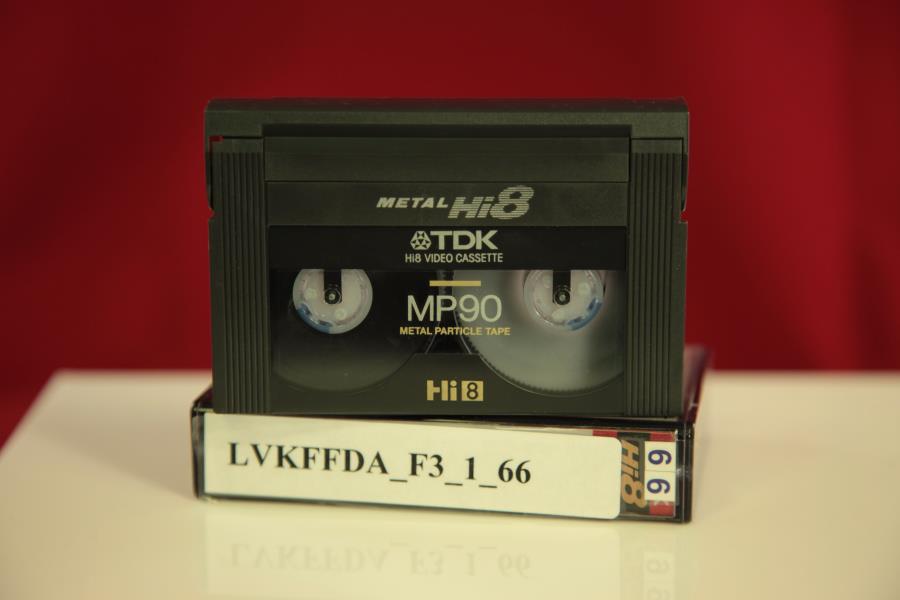 METAL Hi8
TDK
Hi8 VIDEO CASSETTE
MP90
METAL PARTICLE TAPE
Hi8
LVKFFDA_F3_1_66
Hi8
66